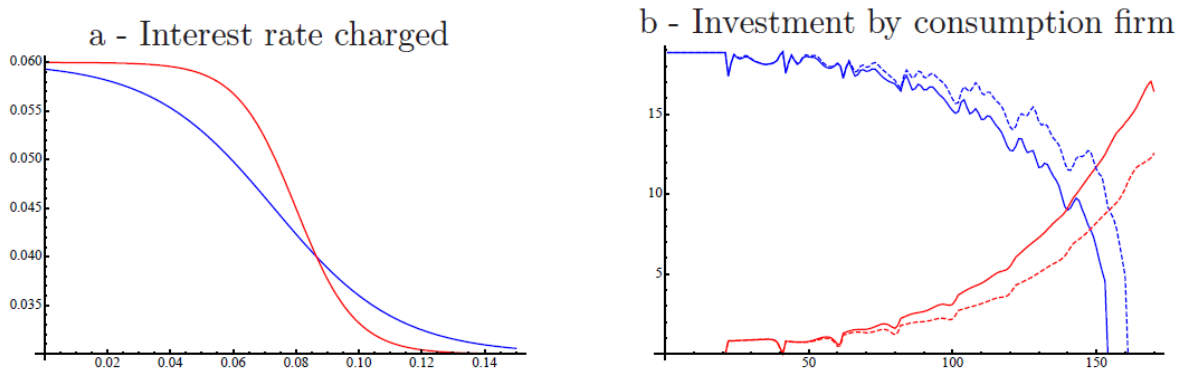 a - Interest rate charged
b - Investment by consumption firm
0.060
0.055
0.050
0.045
0.040
0.035
0.02 0.04 0.06 0.08 0.10 0.12 0.14
15
10
5
50 100 150